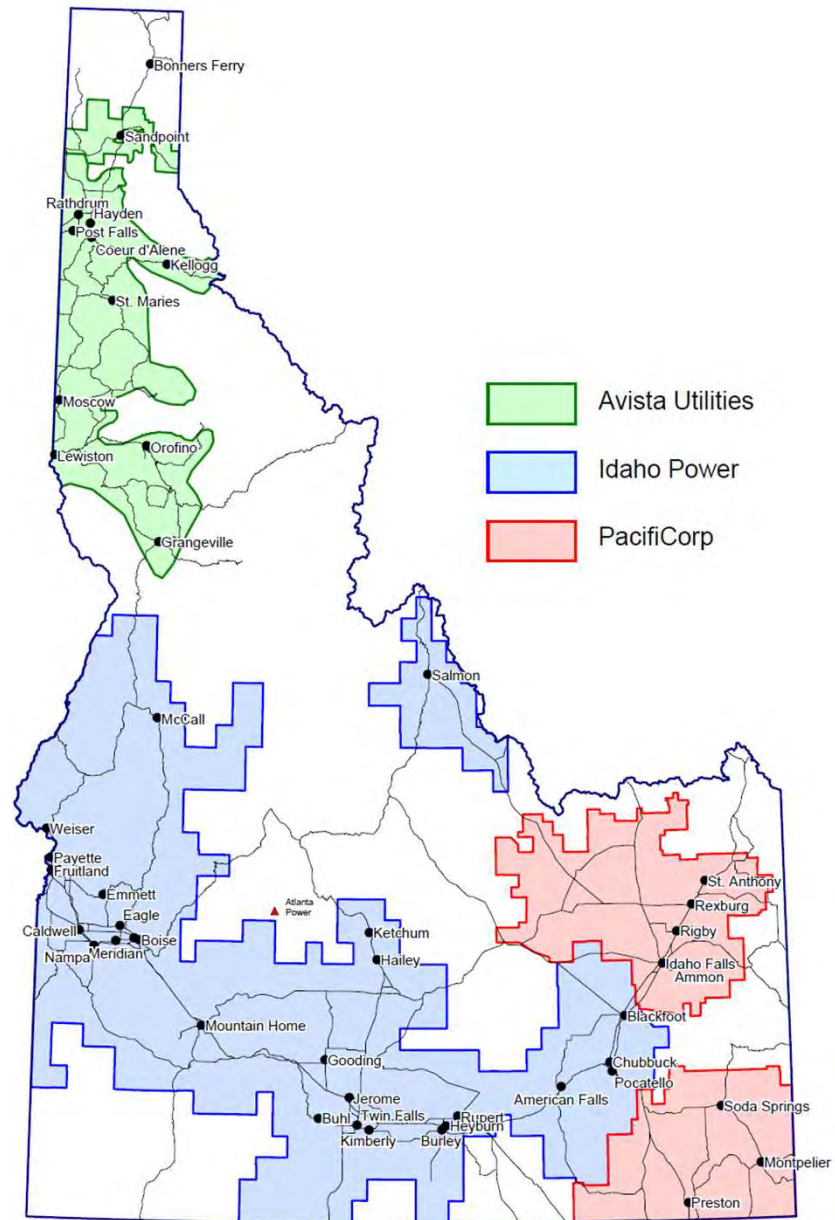 Bonners Ferry
Sandpoint
Rathdrum
Hayden
Post Falls
Coeur d'Alene
Kellogg
St. Maries
Moscow
Orofino
Lewiston
Grangeville
Avista Utilities
Idaho Power
PacifiCorp
Salmon
McCall
Weiser
Payette
Fruitland
Emmett
Eagle
Caldwell
Boise
Meridian
Nampa
Atlanta
Power
Ketchum
Hailey
St. Anthony
Rexburg
Rigby
Idaho Falls
Ammon
Mountain Home
Blackfoot
Gooding
Chubbuck
Pocatello
American Falls
Jerome
Buhl
Twin Falls
Kimberly
Rupert
Heyburn
Burley
Soda Springs
Montpelier
Preston